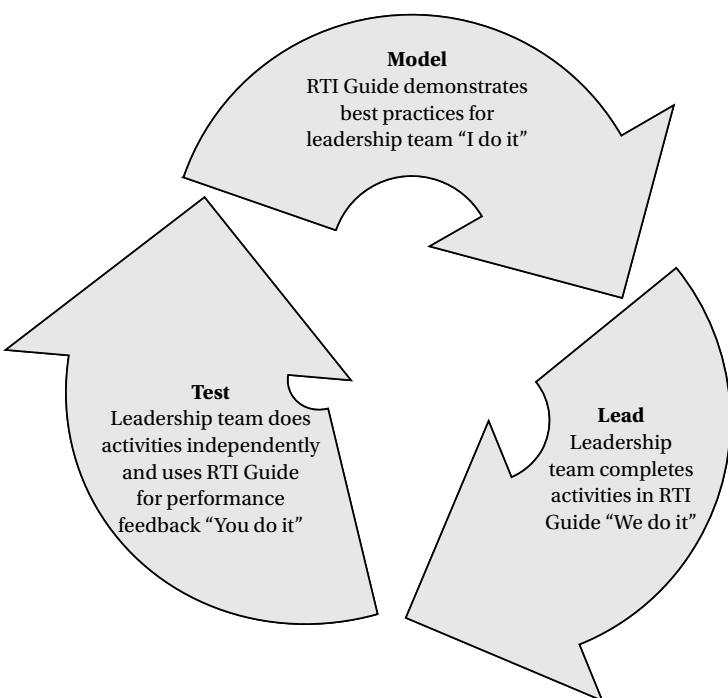 Model
RTI Guide demonstrates
best practices for
leadership team “I do it”
Lead
Leadership
team completes
activities in RTI
Guide “We do it”
Test
Leadership team does
activities independently
and uses RTI Guide
for performance
feedback “You do it”